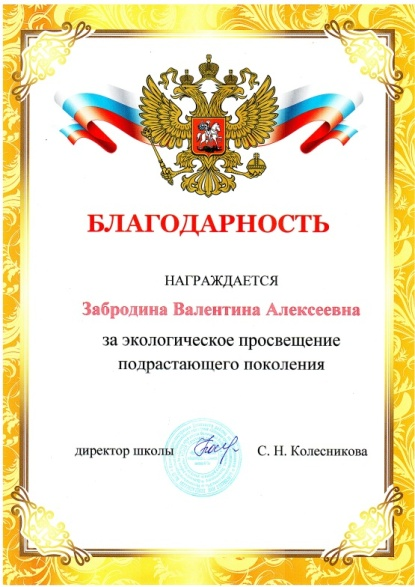 БЛАГОДАРНОСТЬ
НАГРАЖДАЕТСЯ
Забродина Валентина Алексеевна
за экологическое просвещение
подрастающего поколения
директор школы С. Н. Колесникова